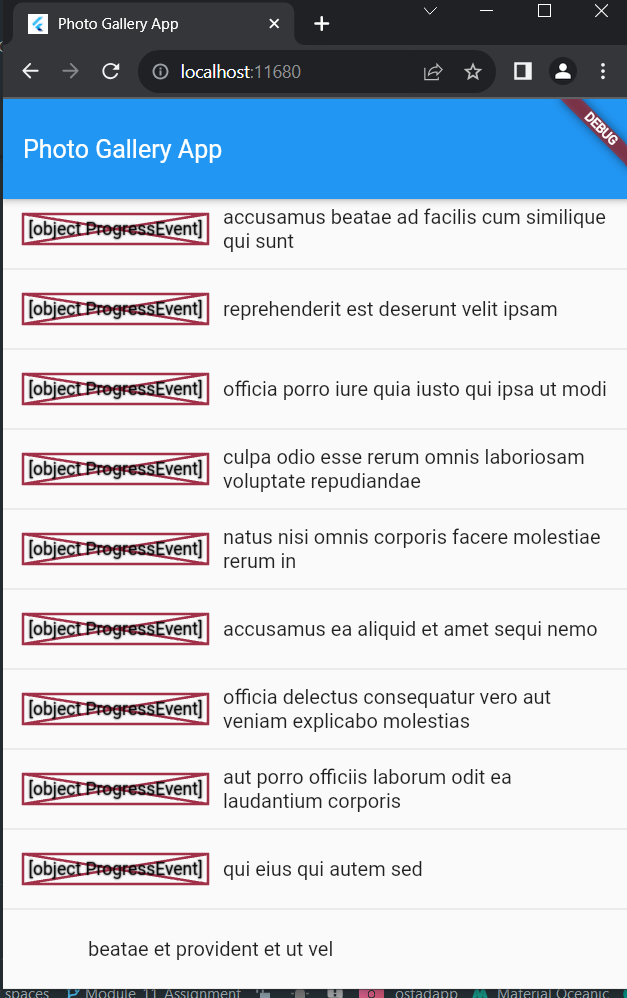 Photo Gallery App
localhost:11680
Photo Gallery App
DEBUG
[object ProgressEvent]
accusamus beatae ad facilis cum similique
qui sunt
[object ProgressEvent]
reprehenderit est deserunt velit ipsam
[object ProgressEvent]
officia porro iure quia iusto qui ipsa ut modi
[object ProgressEvent]
culpa odio esse rerum omnis laboriosam
voluptate repudiandae
[object ProgressEvent]
natus nisi omnis corporis facere molestiae
rerum in
[object ProgressEvent]
accusamus ea aliquid et amet sequi nemo
[object ProgressEvent]
officia delectus consequatur vero aut
veniam explicabo molestias
[object ProgressEvent]
aut porro officiis laborum odit ea
laudantium corporis
[object ProgressEvent]
qui eius qui autem sed
beatae et provident et ut vel
spaces Module_11_Assignment ostadapp Material Oceanic